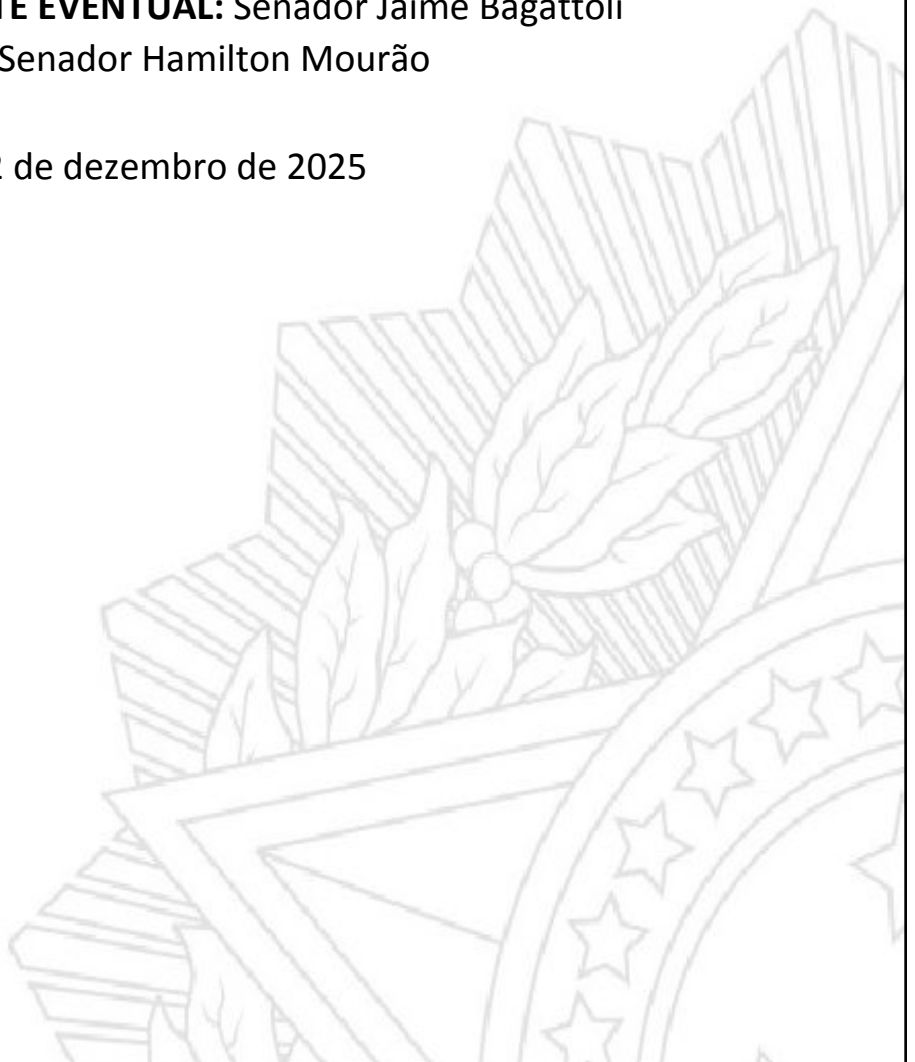 TE EVENTUAL: Senador Jaime Bagattoli
Senador Hamilton Mourão
2 de dezembro de 2025